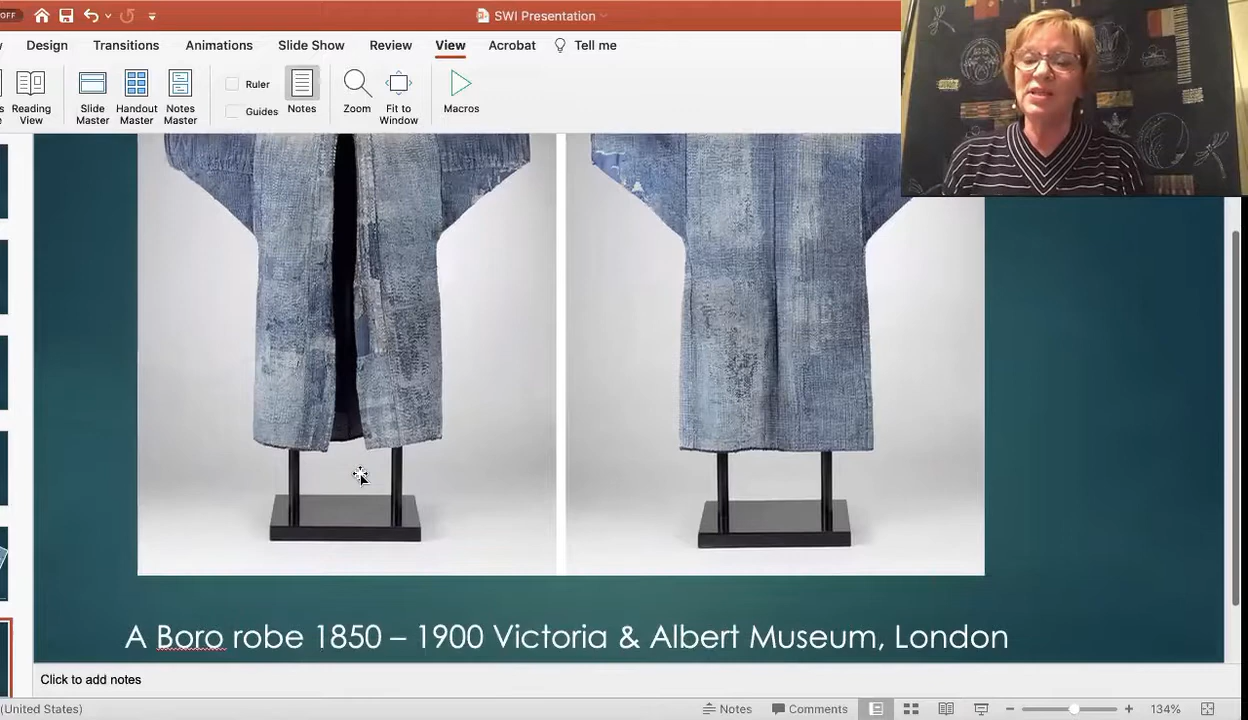 OFF
SWI Presentation
Design Transitions Animations Slide Show Review View Acrobat Tell me
Reading View
Slide Master
Handout Master
Notes Master
Ruler
Guides
Notes
Zoom
Fit to Window
Macros
A Boro robe 1850 – 1900 Victoria & Albert Museum, London
Click to add notes
(United States)
Notes Comments 134%